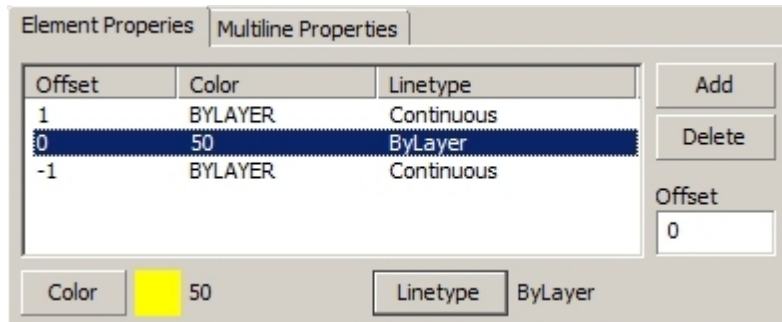 Element Properies Multiline Properties
Offset Color Linetype Add
1 BYLAYER Continuous
0 50 ByLayer Delete
-1 BYLAYER Continuous
Offset
0
Color 50 Linetype ByLayer